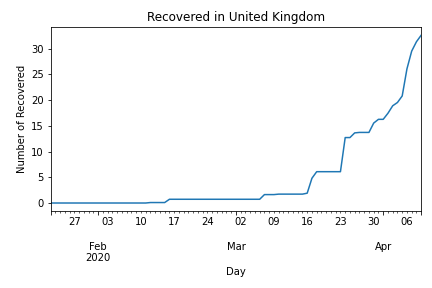 Recovered in United Kingdom
Number of Recovered
30
25
20
15
10
5
0
27 03 10 17 24 02 09 16 23 30 06
Feb Mar Apr
2020
Day